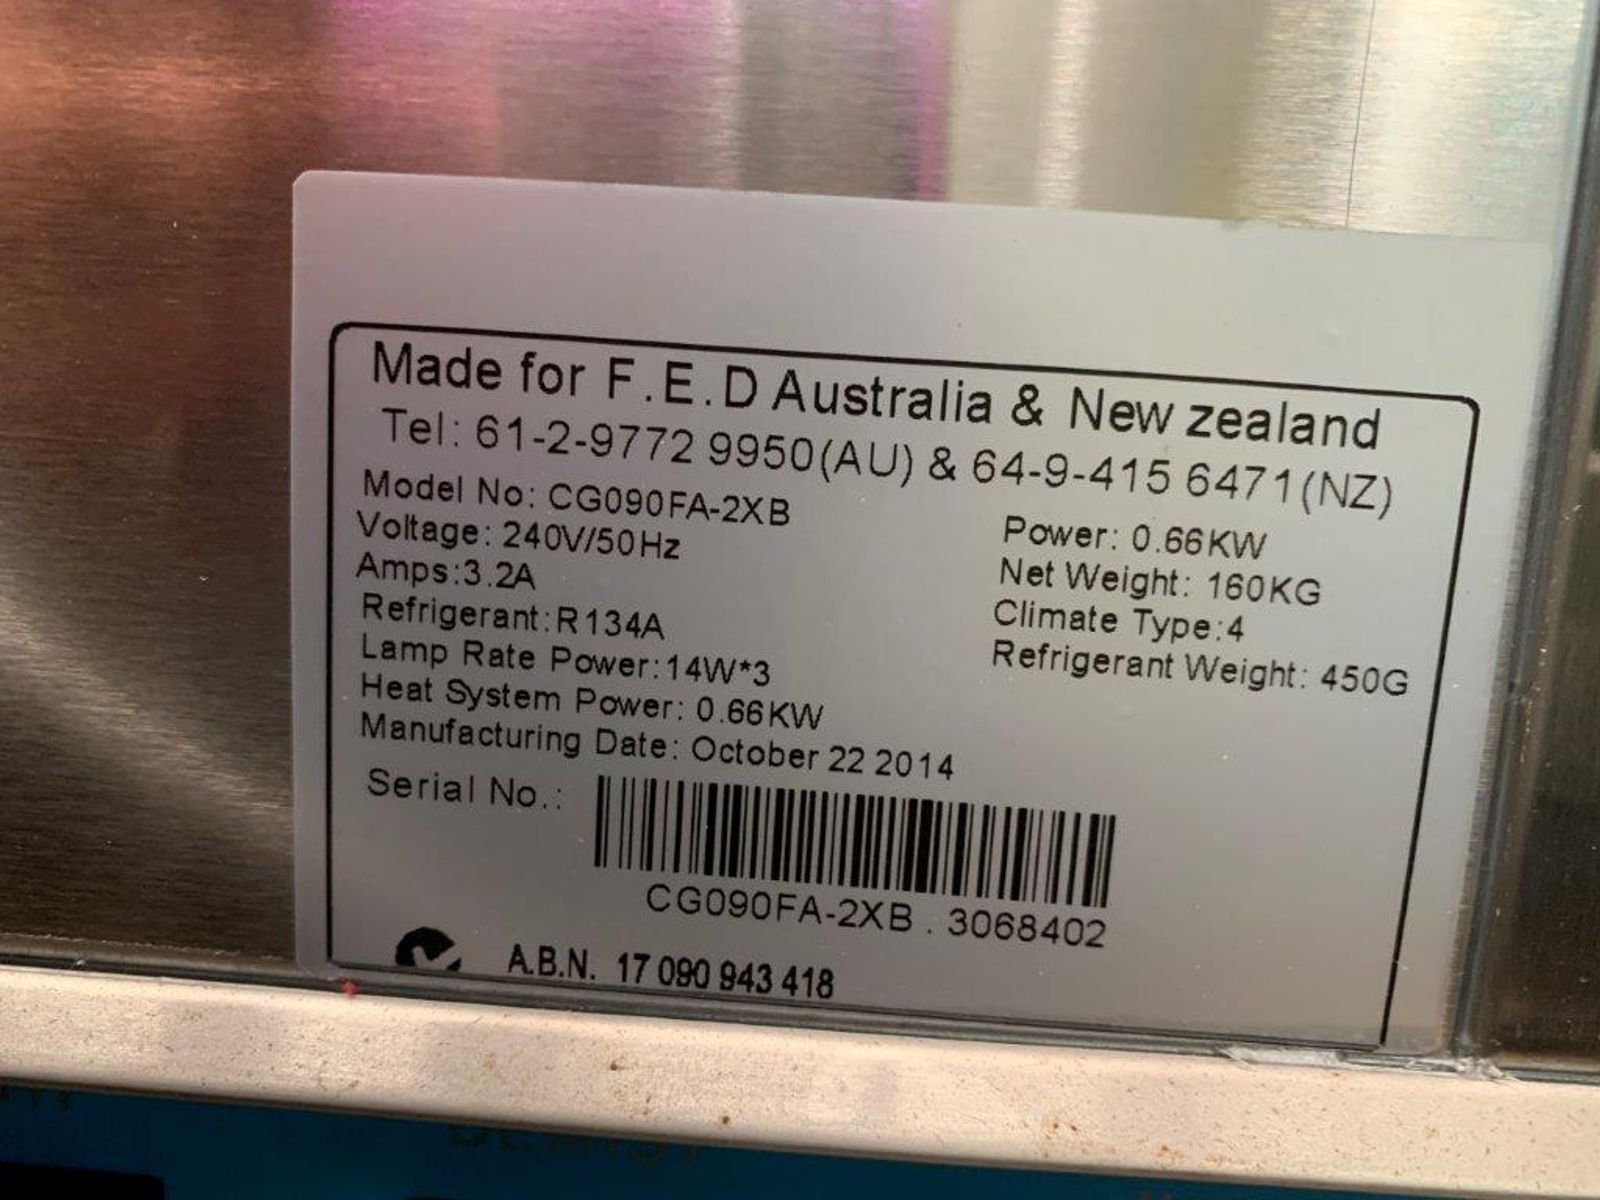 Made for F.E.D Australia & New zealand
Tel: 61-2-9772 9950(AU) & 64-9-415 6471(NZ)
Model No: CG090FA-2XB
Voltage: 240V/50Hz
Amps:3.2A
Refrigerant:R134A
Lamp Rate Power:14W*3
Heat System Power: 0.66KW
Manufacturing Date: October 22 2014
Power: 0.66KW
Net Weight: 160KG
Climate Type:4
Refrigerant Weight: 450G
Serial No.:
CG090FA-2XB . 3068402
A.B.N. 17 090 943 418